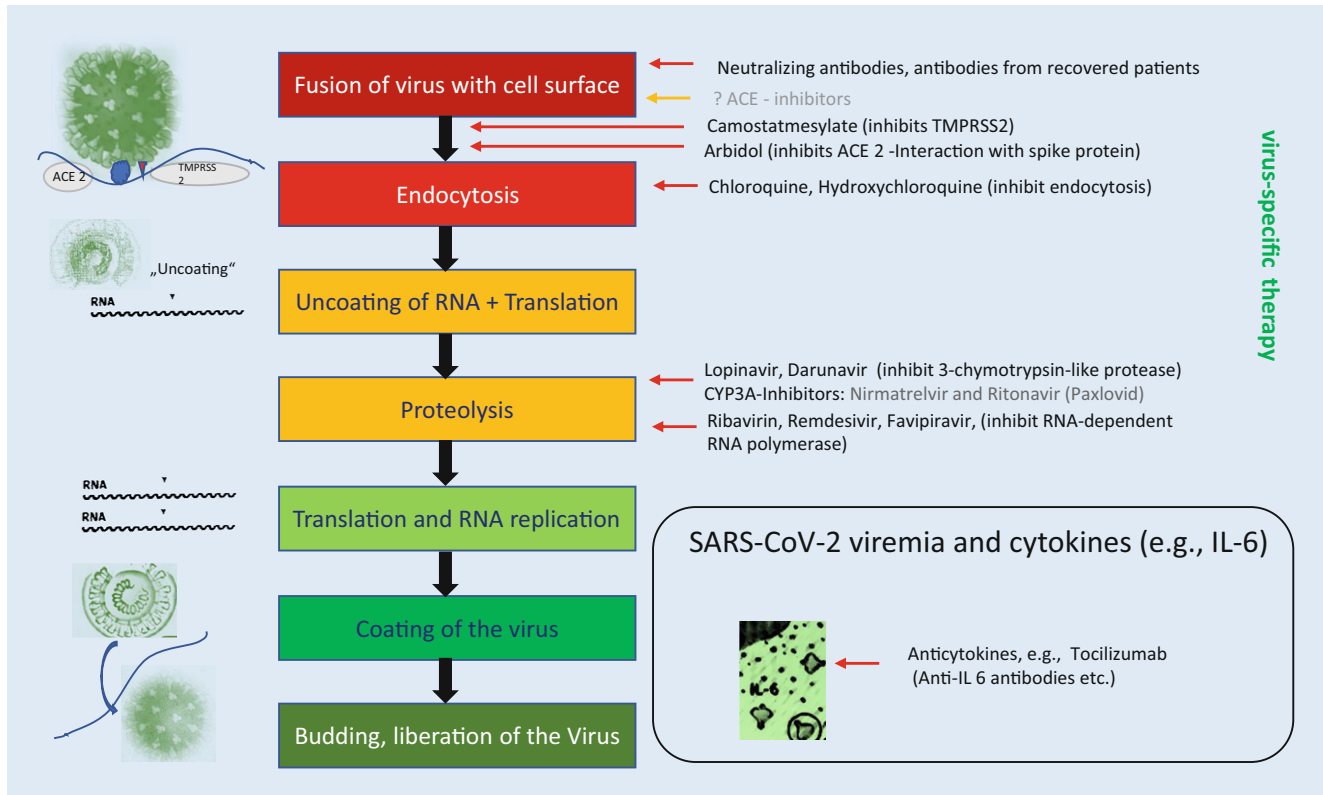 Fusion of virus with cell surface
Neutralizing antibodies, antibodies from recovered patients
? ACE - inhibitors
Camostatmesylate (inhibits TMPRSS2)
Arbidol (inhibits ACE 2 -Interaction with spike protein)
ACE 2
TMPRSS
2
Endocytosis
Chloroquine, Hydroxychloroquine (inhibit endocytosis)
virus-specific therapy
„Uncoating“
RNA
Uncoating of RNA + Translation
Proteolysis
Lopinavir, Darunavir (inhibit 3-chymotrypsin-like protease)
CYP3A-Inhibitors: Nirmatrelvir and Ritonavir (Paxlovid)
Ribavirin, Remdesivir, Favipiravir, (inhibit RNA-dependent
RNA polymerase)
RNA
RNA
Translation and RNA replication
SARS-CoV-2 viremia and cytokines (e.g., IL-6)
Coating of the virus
IL-6
Anticytokines, e.g., Tocilizumab
(Anti-IL 6 antibodies etc.)
Budding, liberation of the Virus